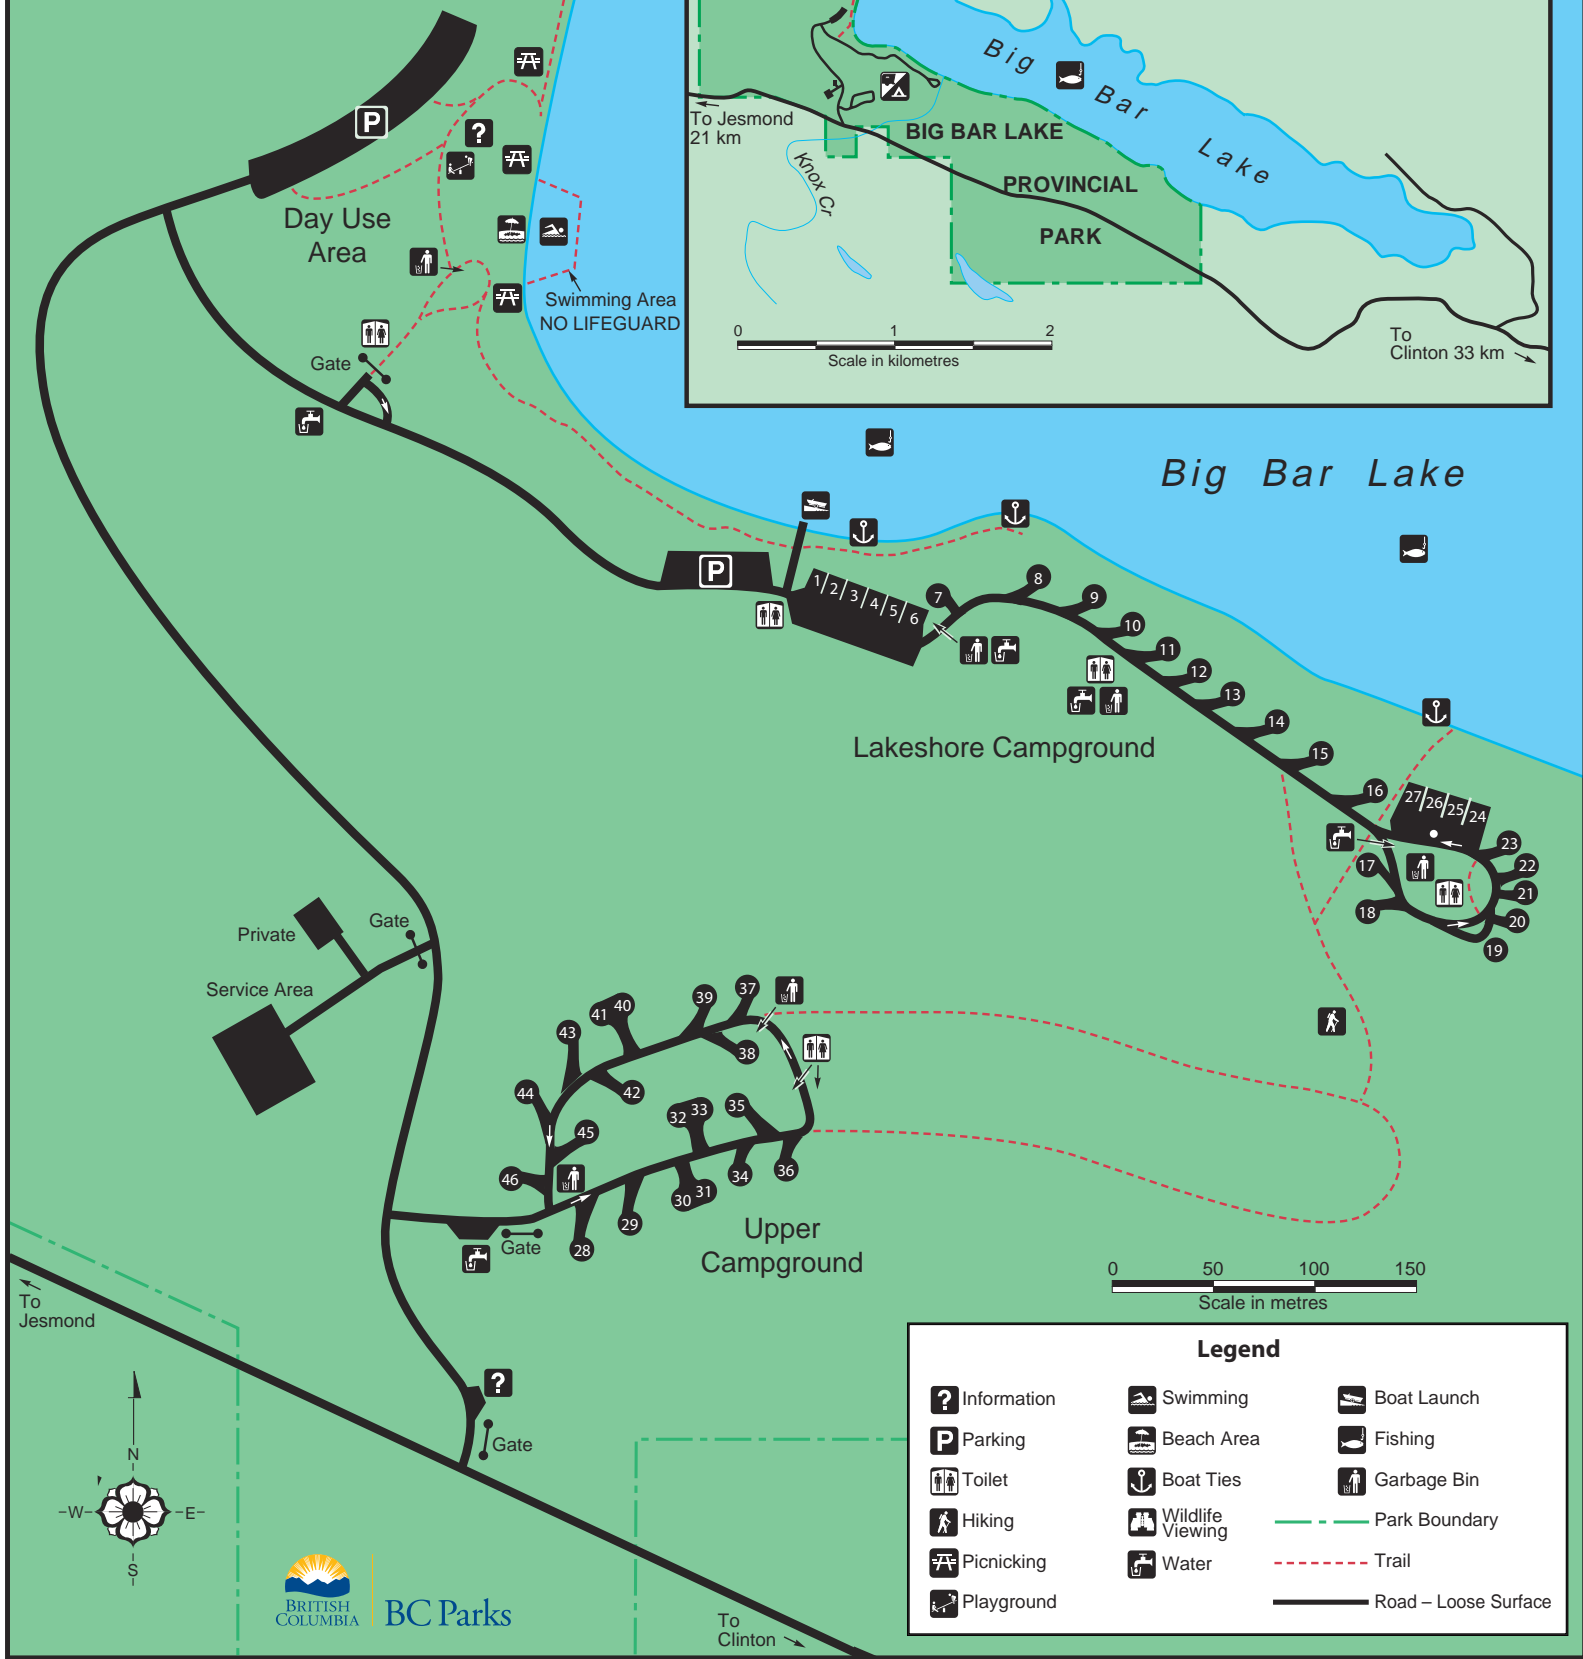 Big Bar Lake
To Jesmond
21 km
BIG BAR LAKE
PROVINCIAL
PARK
Knox Cr
0 1 2
Scale in kilometres
To
Clinton 33 km
P
?
Day Use
Area
Swimming Area
NO LIFEGUARD
Gate
Big Bar Lake
P
1 2 3 4 5 6
7
8
9
10
11
12
13
14
15
16
Lakeshore Campground
27 26 25 24
23
22
21
20
19
18
17
Private
Gate
Service Area
37
39
40
41
43
38
42
44
45
46
35
33
32
36
34
31
30
29
28
Gate
Upper
Campground
0 50 100 150
Scale in metres
To
Jesmond
?
Gate
N
W E
S
BRITISH
COLUMBIA
BC Parks
To
Clinton
Legend
? Information
P Parking
Toilet
Hiking
Picnicking
Playground
Swimming
Beach Area
Boat Ties
Wildlife
Viewing
Water
Boat Launch
Fishing
Garbage Bin
Park Boundary
Trail
Road – Loose Surface